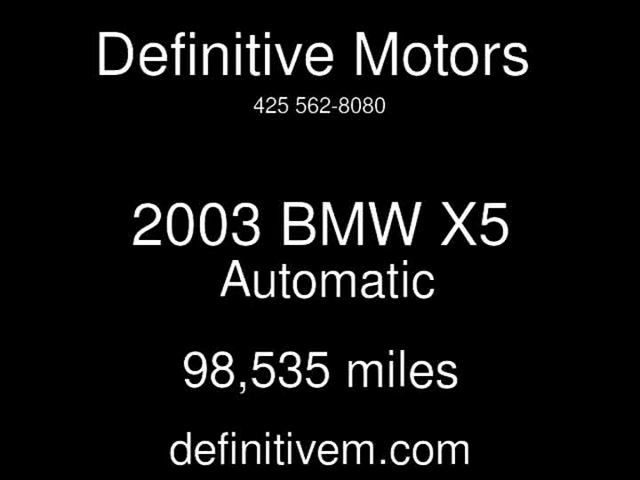 Definitive Motors
425 562-8080
2003 BMW X5
Automatic
98,535 miles
definitivem.com